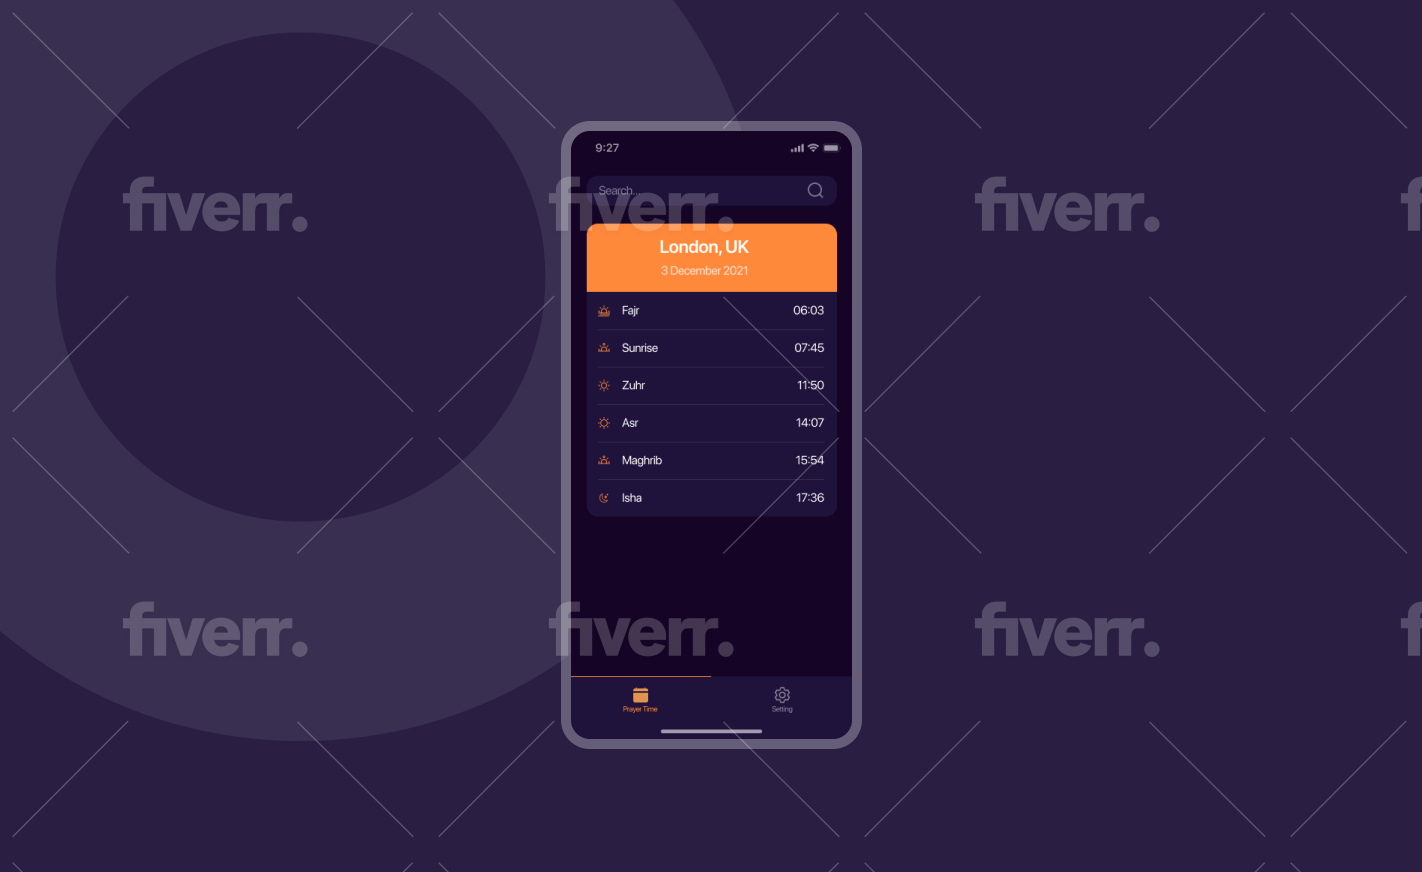 9:27
Search...
London, UK
3 December 2021
Fajr 06:03
Sunrise 07:45
Zuhr 11:50
Asr 14:07
Maghrib 15:54
Isha 17:36
Prayer Time
Setting
fiverr.
fiverr.
fiverr.
f
fiverr.
fiverr.
fiverr.
f